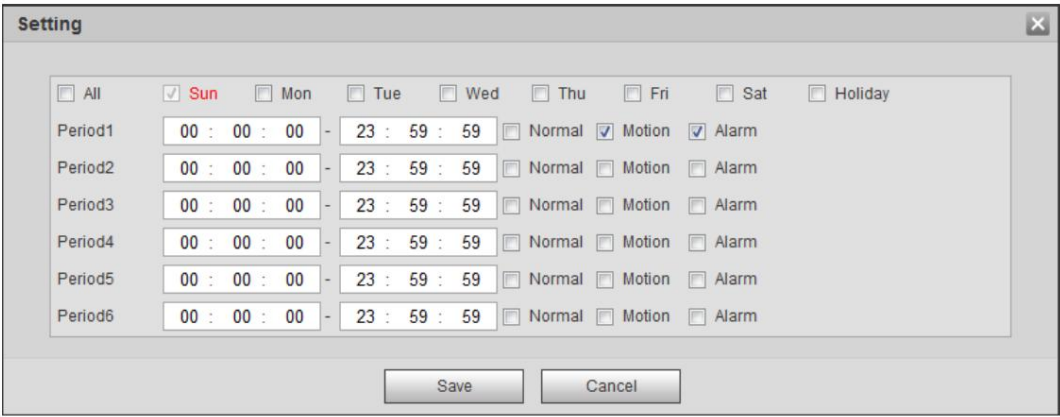 Setting
All Sun Mon Tue Wed Thu Fri Sat Holiday
Period1 00 : 00 : 00 - 23 : 59 : 59 Normal Motion Alarm
Period2 00 : 00 : 00 - 23 : 59 : 59 Normal Motion Alarm
Period3 00 : 00 : 00 - 23 : 59 : 59 Normal Motion Alarm
Period4 00 : 00 : 00 - 23 : 59 : 59 Normal Motion Alarm
Period5 00 : 00 : 00 - 23 : 59 : 59 Normal Motion Alarm
Period6 00 : 00 : 00 - 23 : 59 : 59 Normal Motion Alarm
Save Cancel